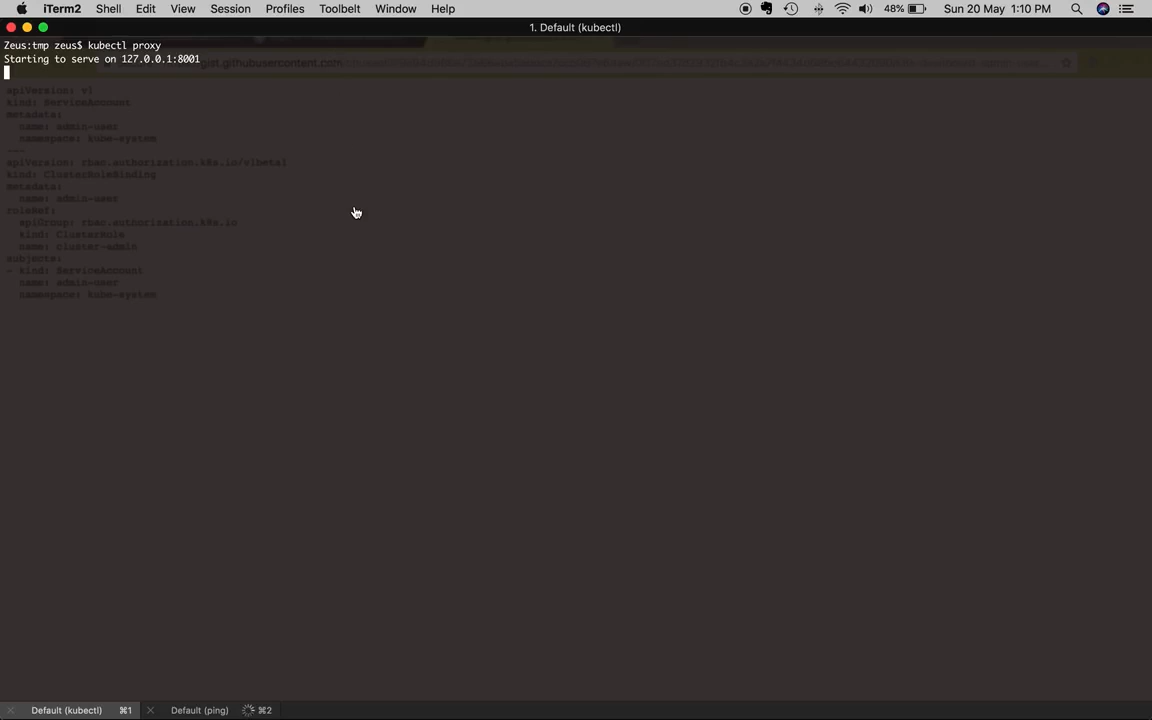 iTerm2 Shell Edit View Session Profiles Toolbelt Window Help 48% Sun 20 May 1:10 PM
1. Default (kubectl)
Zeus:tmp zeus$ kubectl proxy
Starting to serve on 127.0.0.1:8001
gist.githubusercontent.com
apiVersion: v1
kind: ServiceAccount
metadata:
name: admin-user
namespace: kube-system
---
apiVersion: rbac.authorization.k8s.io/v1beta1
kind: ClusterRoleBinding
metadata:
name: admin-user
roleRef:
apiGroup: rbac.authorization.k8s.io
kind: ClusterRole
name: cluster-admin
subjects:
- kind: ServiceAccount
name: admin-user
namespace: kube-system
Default (kubectl) ⌘1 Default (ping) ⌘2